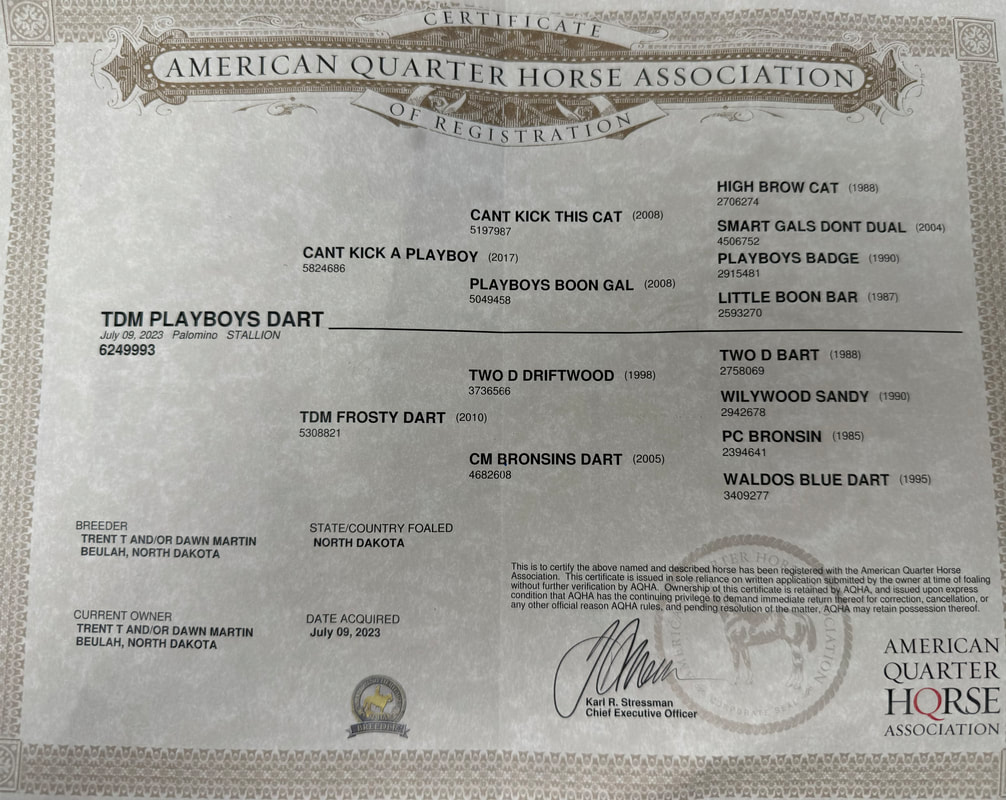 CERTIFICATE
AMERICAN QUARTER HORSE ASSOCIATION
OF REGISTRATION
HIGH BROW CAT (1988)
2706274
CANT KICK THIS CAT (2008)
5197987
SMART GALS DONT DUAL (2004)
4506752
CANT KICK A PLAYBOY (2017)
5824686
PLAYBOYS BADGE (1990)
2915481
PLAYBOYS BOON GAL (2008)
5049458
LITTLE BOON BAR (1987)
2593270
TDM PLAYBOYS DART
July 09, 2023 Palomino STALLION
6249993
TWO D BART (1988)
2758069
TWO D DRIFTWOOD (1998)
3736566
WILYWOOD SANDY (1990)
2942678
TDM FROSTY DART (2010)
5308821
PC BRONSIN (1985)
2394641
CM BRONSINS DART (2005)
4682608
WALDOS BLUE DART (1995)
3409277
BREEDER
TRENT T AND/OR DAWN MARTIN
BEULAH, NORTH DAKOTA
STATE/COUNTRY FOALED
NORTH DAKOTA
This is to certify the above named and described horse has been registered with the American Quarter Horse
Association. This certificate is issued in sole reliance on written application submitted by the owner at time of foaling
without further verification by AQHA. Ownership of this certificate is retained by AQHA, and issued upon express
condition that AQHA has the continuing privilege to demand immediate return thereof for correction, cancellation, or
any other official reason AQHA rules, and pending resolution of the matter, AQHA may retain possession thereof.
CURRENT OWNER
TRENT T AND/OR DAWN MARTIN
BEULAH, NORTH DAKOTA
DATE ACQUIRED
July 09, 2023
Karl R. Stressman
Chief Executive Officer
BREEDER
AMERICAN
QUARTER
HORSE
ASSOCIATION